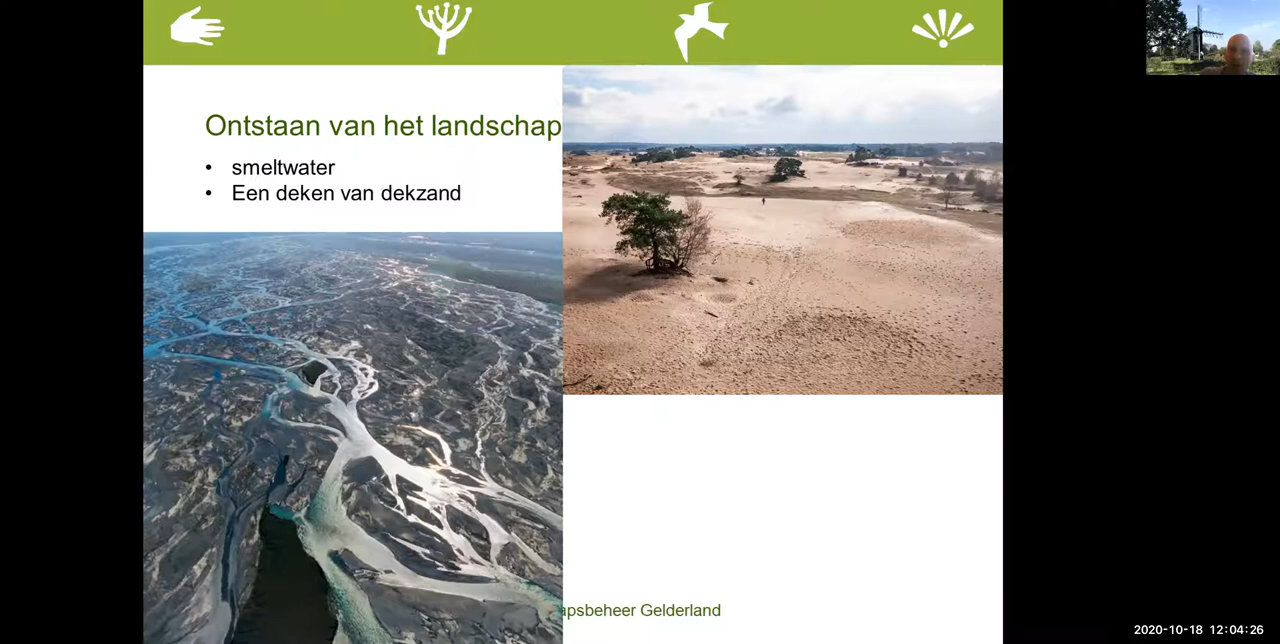 Ontstaan van het landschap
• smeltwater
• Een deken van dekzand
apsbeheer Gelderland
2020-10-18 12:04:26